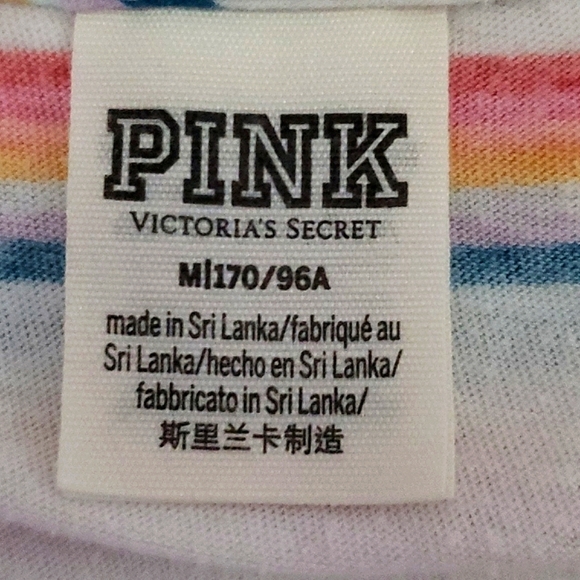 PINK
VICTORIA'S SECRET
M|170/96A
made in Sri Lanka/fabriqué au
Sri Lanka/hecho en Sri Lanka/
fabbricato in Sri Lanka/
斯里兰卡制造